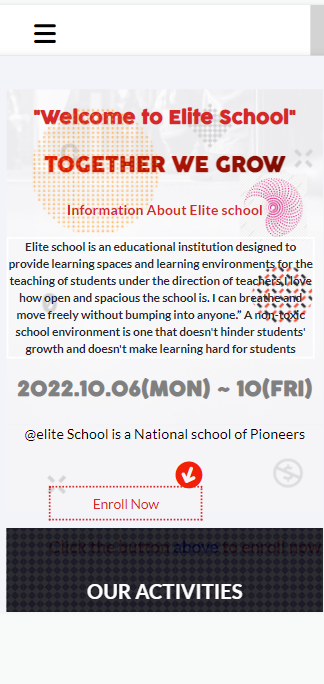 "Welcome to Elite School"
TOGETHER WE GROW
Information About Elite school
Elite school is an educational institution designed to
provide learning spaces and learning environments for the
teaching of students under the direction of teachers,I love
how open and spacious the school is. I can breathe and
move freely without bumping into anyone.” A non-toxic
school environment is one that doesn't hinder students'
growth and doesn't make learning hard for students
2022.10.06(MON) ~ 10(FRI)
@elite School is a National school of Pioneers
Enroll Now
Click the button above to enroll now
OUR ACTIVITIES